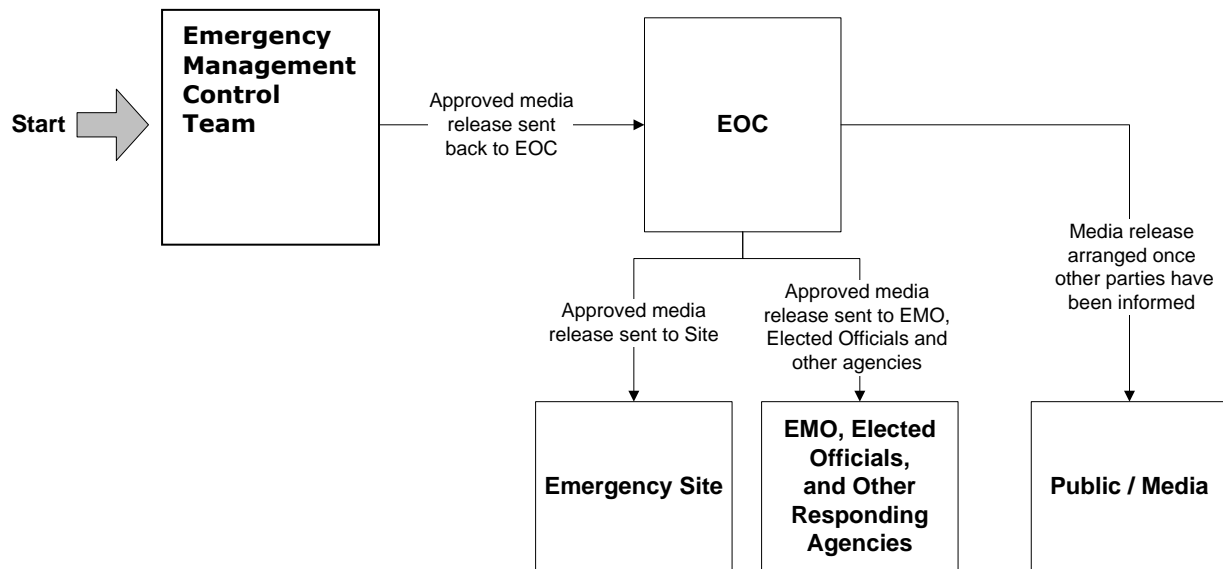 Start
Emergency
Management
Control
Team
Approved media
release sent
back to EOC
EOC
Approved media
release sent to Site
Approved media
release sent to EMO,
Elected Officials and
other agencies
Media release
arranged once
other parties have
been informed
Emergency Site
EMO, Elected
Officials,
and Other
Responding
Agencies
Public / Media